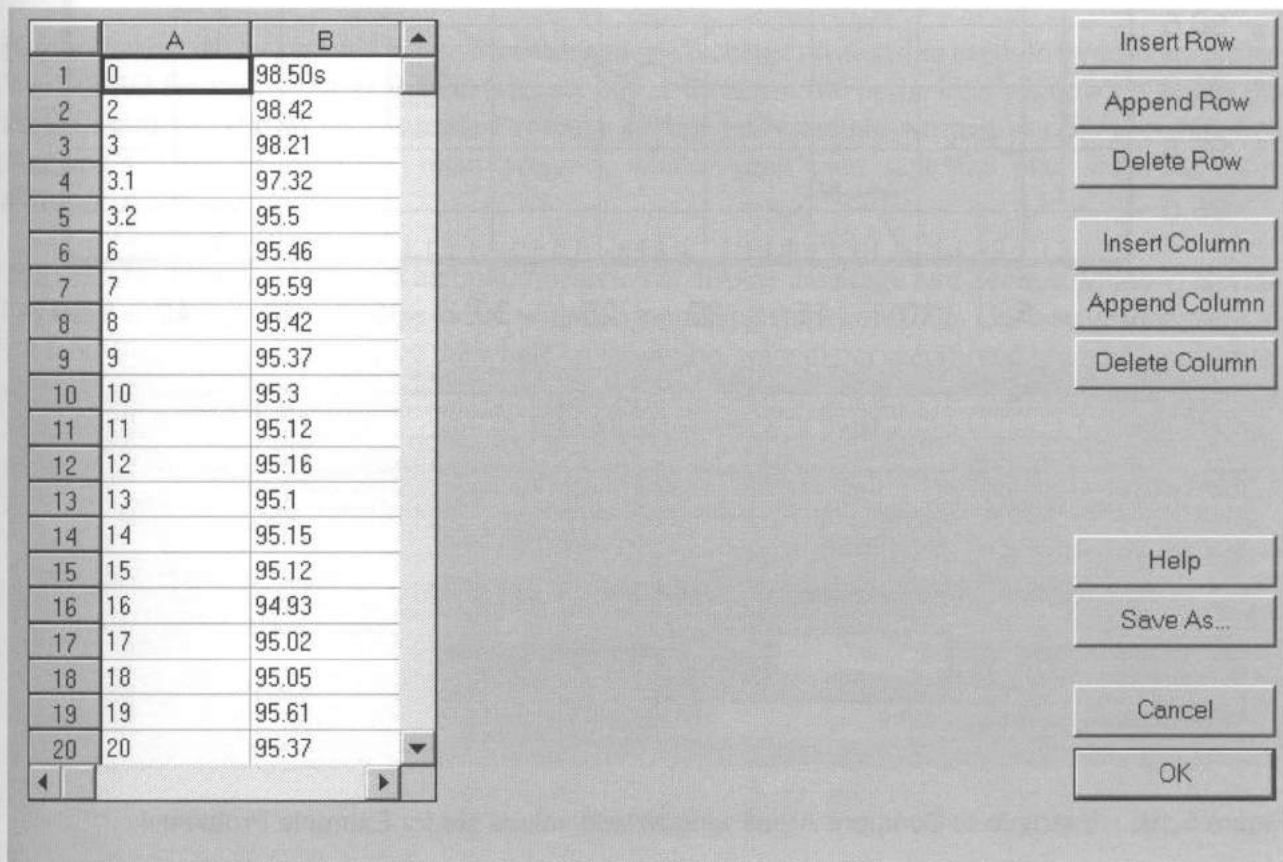 A B
1 0 98.50s
2 2 98.42
3 3 98.21
4 3.1 97.32
5 3.2 95.5
6 6 95.46
7 7 95.59
8 8 95.42
9 9 95.37
10 10 95.3
11 11 95.12
12 12 95.16
13 13 95.1
14 14 95.15
15 15 95.12
16 16 94.93
17 17 95.02
18 18 95.05
19 19 95.61
20 20 95.37
Insert Row
Append Row
Delete Row
Insert Column
Append Column
Delete Column
Help
Save As...
Cancel
OK